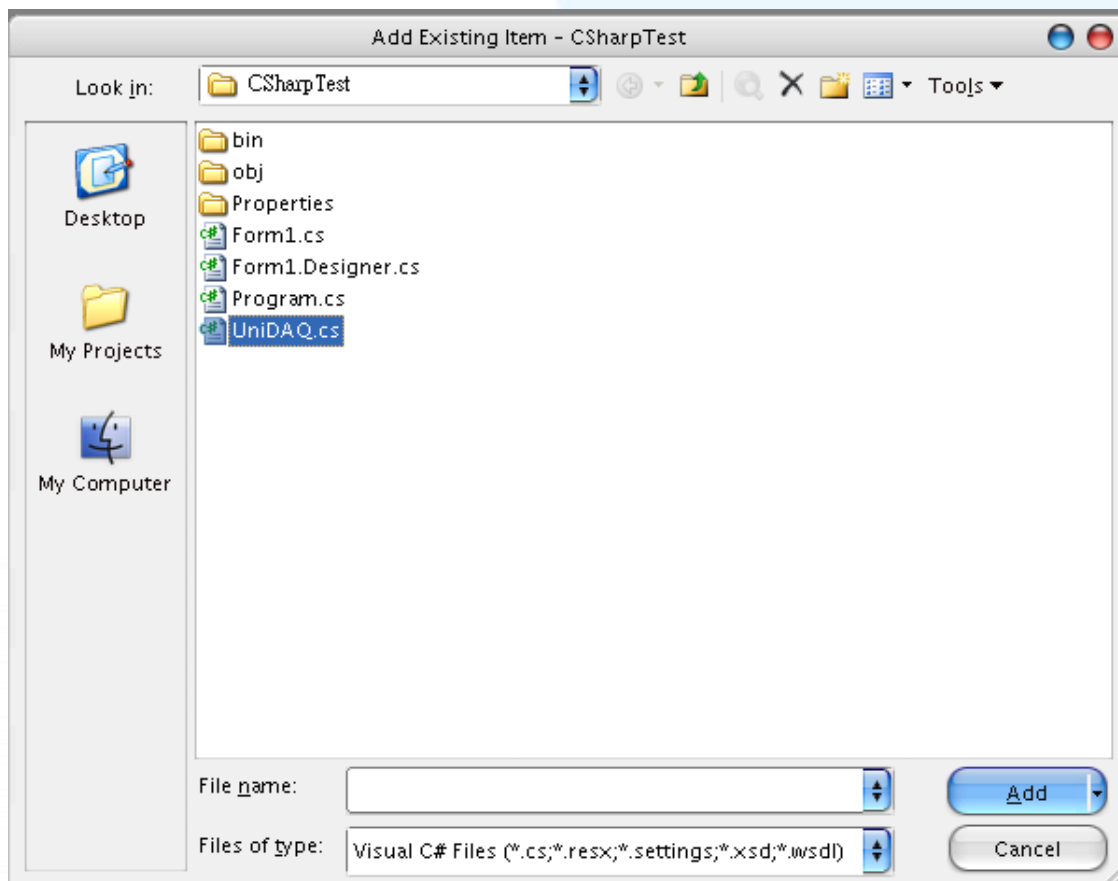 Add Existing Item - CSharpTest
Look in:
CSharpTest
Tools
Desktop
My Projects
My Computer
bin
obj
Properties
Form1.cs
Form1.Designer.cs
Program.cs
UniDAQ.cs
File name:
Add
Files of type:
Visual C# Files (*.cs;*.resx;*.settings;*.xsd;*.wsdl)
Cancel